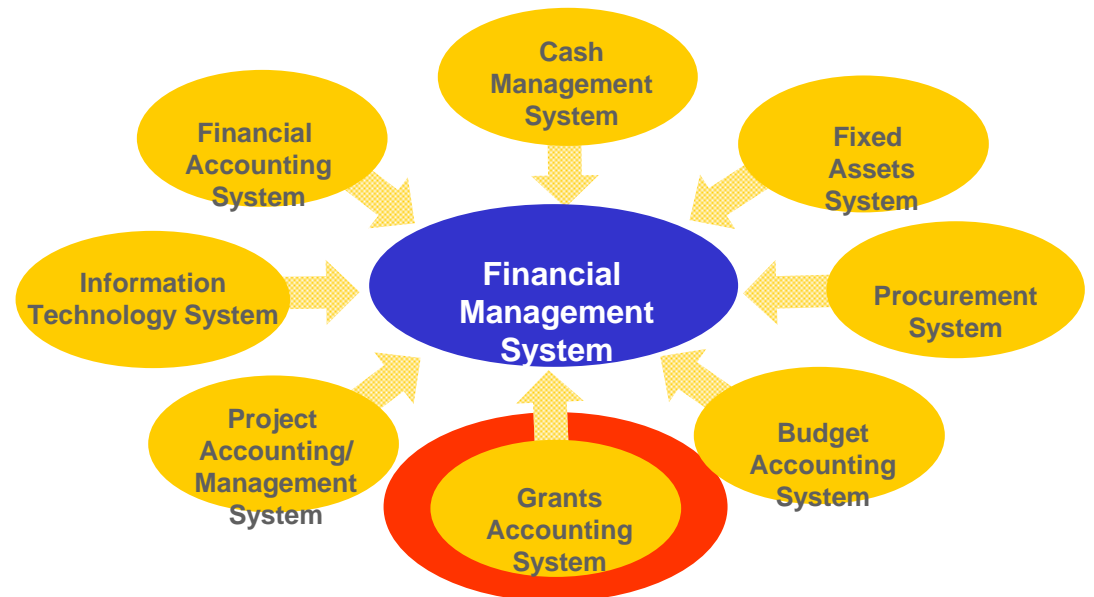 Cash
Management
System
Financial
Accounting
System
Fixed
Assets
System
Information
Technology System
Financial
Management
System
Procurement
System
Project
Accounting/
Management
System
Grants
Accounting
System
Budget
Accounting
System